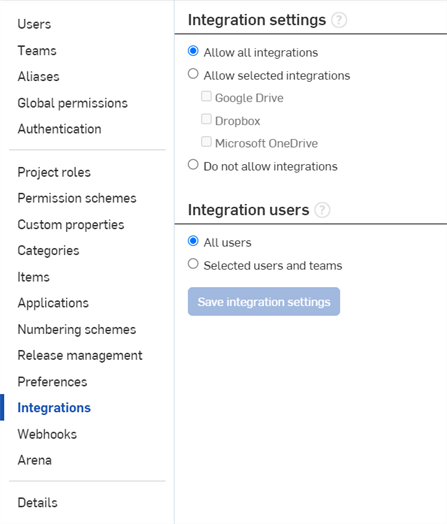 Users
Teams
Aliases
Global permissions
Authentication
Project roles
Permission schemes
Custom properties
Categories
Items
Applications
Numbering schemes
Release management
Preferences
Integrations
Webhooks
Arena
Details
Integration settings ?
Allow all integrations
Allow selected integrations
Google Drive
Dropbox
Microsoft OneDrive
Do not allow integrations
Integration users ?
All users
Selected users and teams
Save integration settings